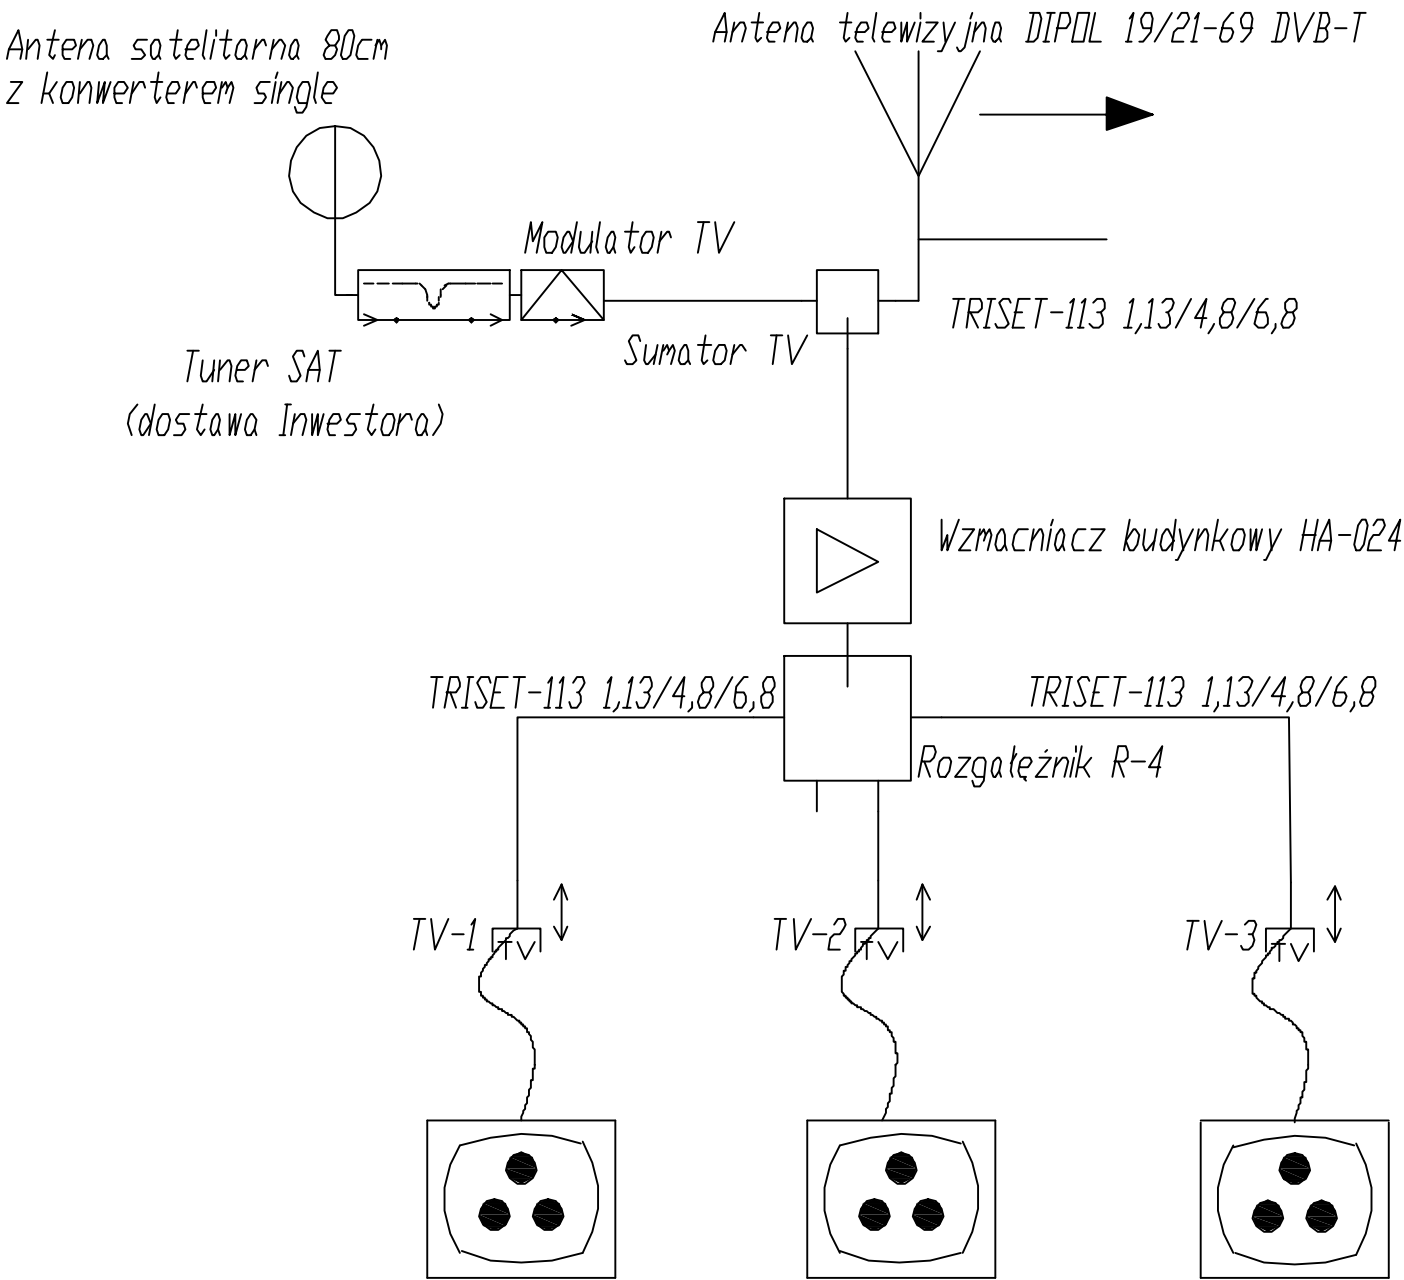 Antena satelitarna 80cm
z konwerterem single
Antena telewizyjna DIPOL 19/21-69 DVB-T
Modulator TV
TRISET-113 1,13/4,8/6,8
Sumator TV
Tuner SAT
(dostawa Inwestora)
Wzmacniacz budynkowy HA-024
TRISET-113 1,13/4,8/6,8
TRISET-113 1,13/4,8/6,8
Rozgałęźnik R-4
TV-1
TV
TV-2
TV
TV-3
TV